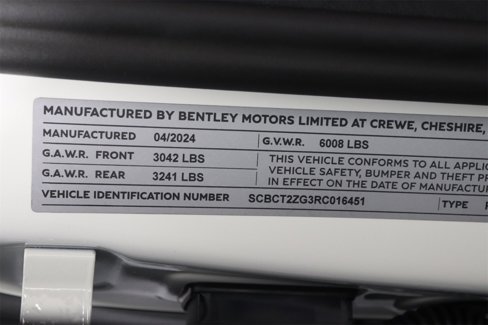 MANUFACTURED BY BENTLEY MOTORS LIMITED AT CREWE, CHESHIRE,
MANUFACTURED 04/2024 G.V.W.R. 6008 LBS
G.A.W.R. FRONT 3042 LBS THIS VEHICLE CONFORMS TO ALL APPLIC
G.A.W.R. REAR 3241 LBS VEHICLE SAFETY, BUMPER AND THEFT P
IN EFFECT ON THE DATE OF MANUFACTUR
VEHICLE IDENTIFICATION NUMBER SCBCT2ZG3RC016451 TYPE